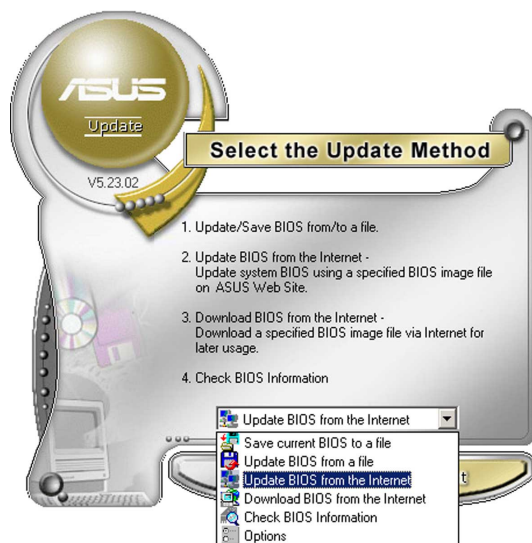 ASUS
Update
V5.23.02
Select the Update Method
1. Update/Save BIOS from/to a file.
2. Update BIOS from the Internet -
Update system BIOS using a specified BIOS image file
on ASUS Web Site.
3. Download BIOS from the Internet -
Download a specified BIOS image file via Internet for
later usage.
4. Check BIOS Information
Update BIOS from the Internet
Save current BIOS to a file
Update BIOS from a file
Update BIOS from the Internet
Download BIOS from the Internet
Check BIOS Information
Options